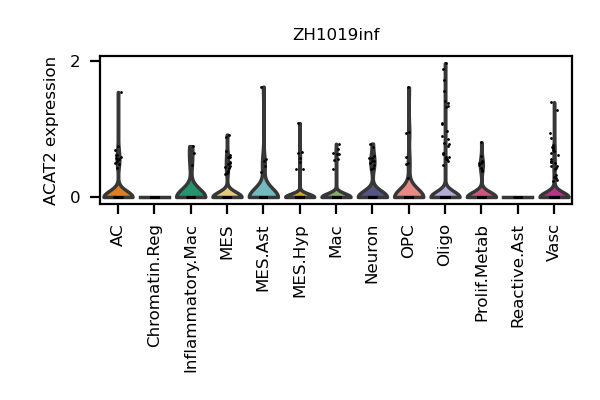 ZH1019inf
ACAT2 expression
2
0
AC
Chromatin.Reg
Inflammatory.Mac
MES
MES.Ast
MES.Hyp
Mac
Neuron
OPC
Oligo
Prolif.Metab
Reactive.Ast
Vasc